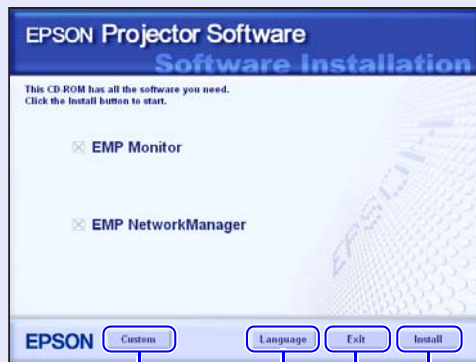 EPSON Projector Software
Software Installation
This CD-ROM has all the software you need.
Click the Install button to start.
EMP Monitor
EMP NetworkManager
EPSON
EPSON Custom Language Exit Install